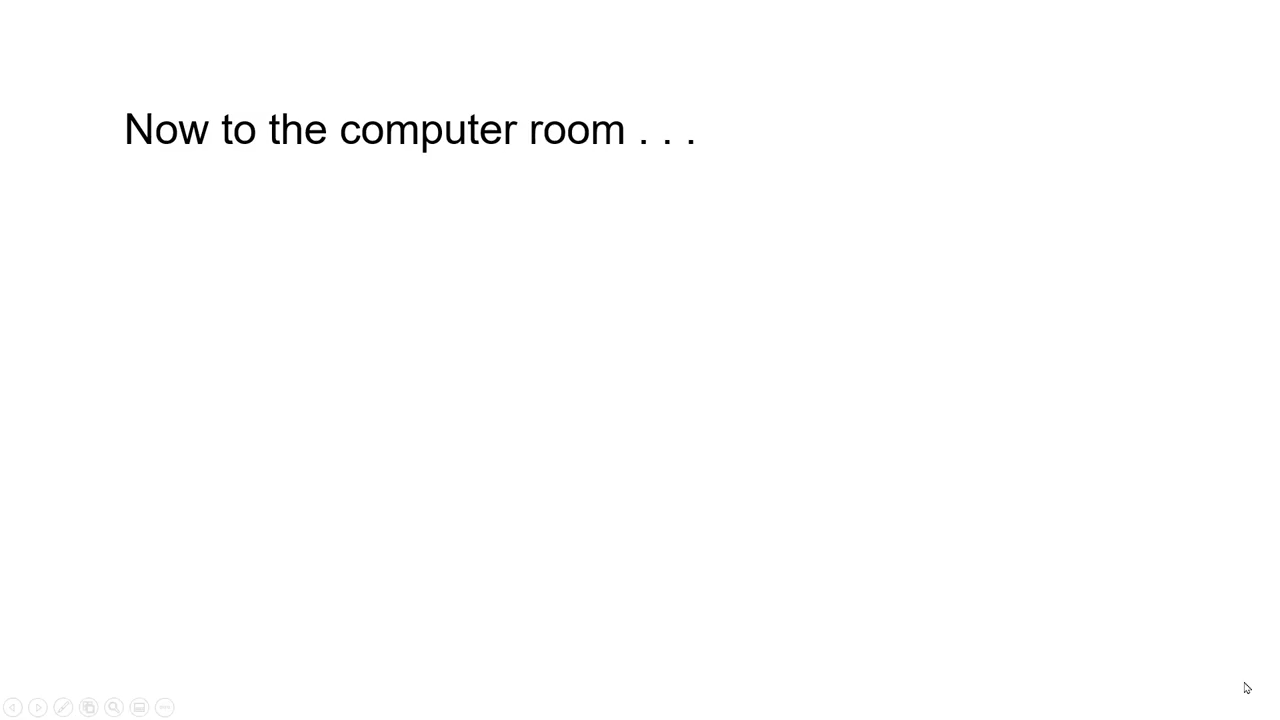 Now to the computer room . . .